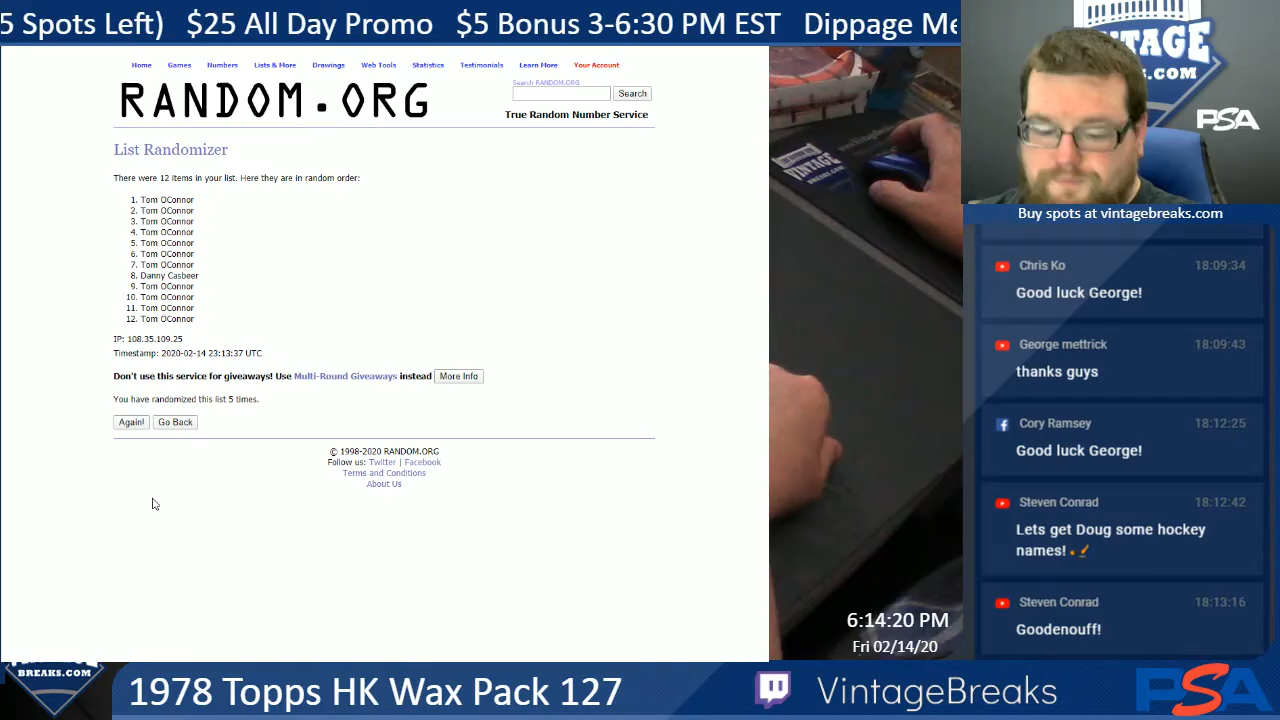 5 Spots Left) $25 All Day Promo $5 Bonus 3-6:30 PM EST Dippage Me
Home Games Numbers Lists & More Drawings Web Tools Statistics Testimonials Learn More Your Account
RANDOM.ORG
Search RANDOM.ORG
Search
True Random Number Service
List Randomizer
There were 12 items in your list. Here they are in random order:
1. Tom OConnor
2. Tom OConnor
3. Tom OConnor
4. Tom OConnor
5. Tom OConnor
6. Tom OConnor
7. Tom OConnor
8. Danny Casbeer
9. Tom OConnor
10. Tom OConnor
11. Tom OConnor
12. Tom OConnor
IP: 108.35.109.25
Timestamp: 2020-02-14 23:13:37 UTC
Don't use this service for giveaways! Use Multi-Round Giveaways instead More Info
You have randomized this list 5 times.
Again! Go Back
© 1998-2020 RANDOM.ORG
Follow us: Twitter | Facebook
Terms and Conditions
About Us
VINTAGE
BREAKS.COM
NTAGE
S.COM
PSA
Buy spots at vintagebreaks.com
Chris Ko 18:09:34
Good luck George!
George mettrick 18:09:43
thanks guys
Cory Ramsey 18:12:25
Good luck George!
Steven Conrad 18:12:42
Lets get Doug some hockey
names!
Steven Conrad 18:13:16
Goodenouff!
6:14:20 PM
Fri 02/14/20
BREAKS.COM
1978 Topps HK Wax Pack 127
VintageBreaks
PSA